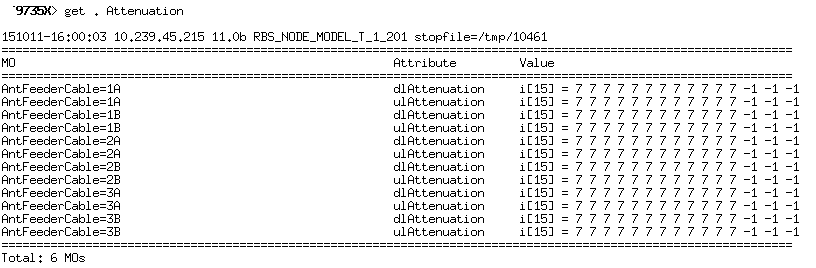 9735X> get . Attenuation
151011-16:00:03 10.239.45.215 11.0b RBS_NODE_MODEL_T_1_201 stopfile=/tmp/10461
=================================================================================================================
MO Attribute Value
=================================================================================================================
AntFeederCable=1A dlAttenuation i[15] = 7 7 7 7 7 7 7 7 7 7 7 7 -1 -1 -1
AntFeederCable=1A ulAttenuation i[15] = 7 7 7 7 7 7 7 7 7 7 7 7 -1 -1 -1
AntFeederCable=1B dlAttenuation i[15] = 7 7 7 7 7 7 7 7 7 7 7 7 -1 -1 -1
AntFeederCable=1B ulAttenuation i[15] = 7 7 7 7 7 7 7 7 7 7 7 7 -1 -1 -1
AntFeederCable=2A dlAttenuation i[15] = 7 7 7 7 7 7 7 7 7 7 7 7 -1 -1 -1
AntFeederCable=2A ulAttenuation i[15] = 7 7 7 7 7 7 7 7 7 7 7 7 -1 -1 -1
AntFeederCable=2B dlAttenuation i[15] = 7 7 7 7 7 7 7 7 7 7 7 7 -1 -1 -1
AntFeederCable=2B ulAttenuation i[15] = 7 7 7 7 7 7 7 7 7 7 7 7 -1 -1 -1
AntFeederCable=3A dlAttenuation i[15] = 7 7 7 7 7 7 7 7 7 7 7 7 -1 -1 -1
AntFeederCable=3A ulAttenuation i[15] = 7 7 7 7 7 7 7 7 7 7 7 7 -1 -1 -1
AntFeederCable=3B dlAttenuation i[15] = 7 7 7 7 7 7 7 7 7 7 7 7 -1 -1 -1
AntFeederCable=3B ulAttenuation i[15] = 7 7 7 7 7 7 7 7 7 7 7 7 -1 -1 -1
=================================================================================================================
Total: 6 MOs